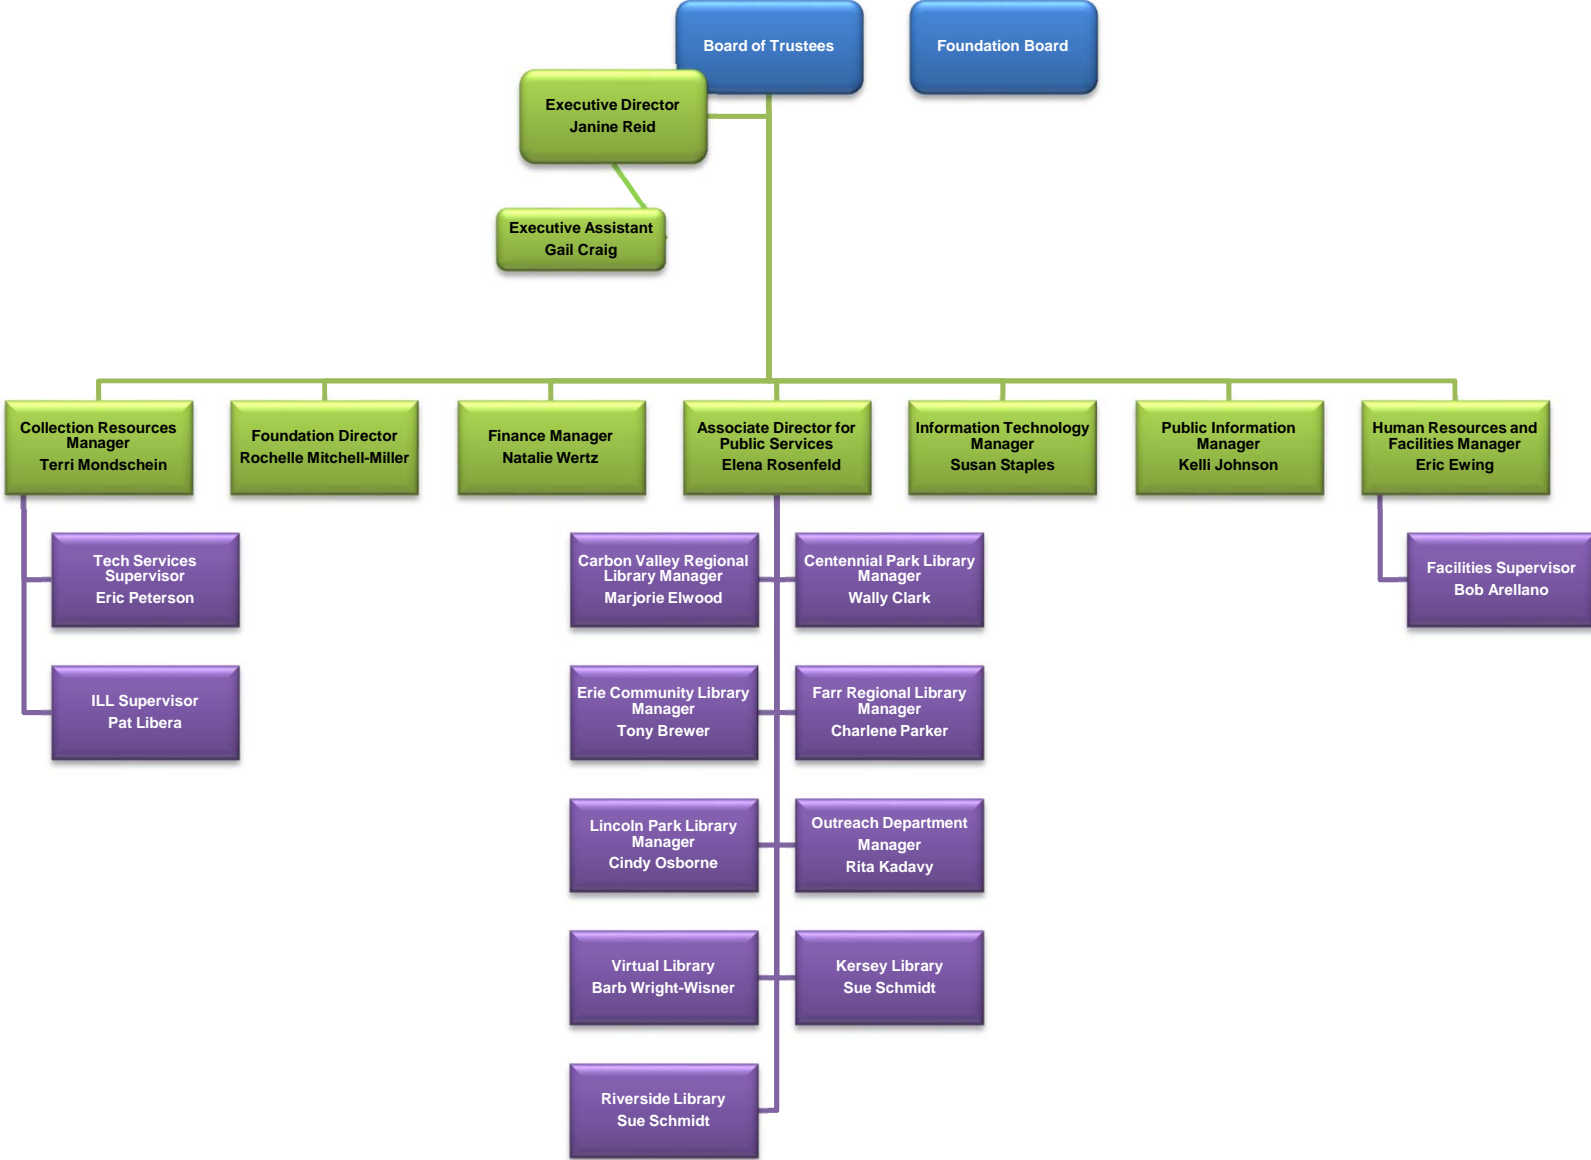 Board of Trustees
Foundation Board
Executive Director
Janine Reid
Executive Assistant
Gail Craig
Collection Resources
Manager
Terri Mondschein
Foundation Director
Rochelle Mitchell-Miller
Finance Manager
Natalie Wertz
Associate Director for
Public Services
Elena Rosenfeld
Information Technology
Manager
Susan Staples
Public Information
Manager
Kelli Johnson
Human Resources and
Facilities Manager
Eric Ewing
Tech Services
Supervisor
Eric Peterson
Carbon Valley Regional
Library Manager
Marjorie Elwood
Centennial Park Library
Manager
Wally Clark
Facilities Supervisor
Bob Arellano
ILL Supervisor
Pat Libera
Erie Community Library
Manager
Tony Brewer
Farr Regional Library
Manager
Charlene Parker
Lincoln Park Library
Manager
Cindy Osborne
Outreach Department
Manager
Rita Kadavy
Virtual Library
Barb Wright-Wisner
Kersey Library
Sue Schmidt
Riverside Library
Sue Schmidt